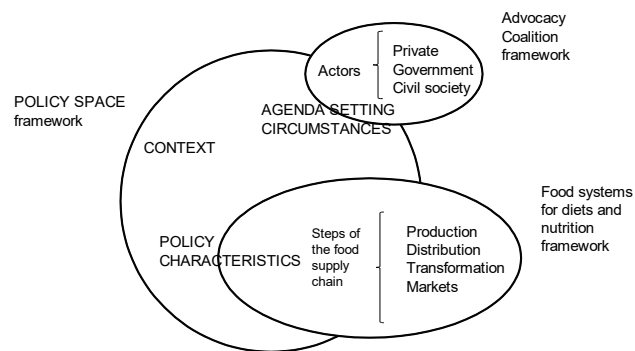 Advocacy
Coalition
framework
Actors
Private
Government
Civil society
POLICY SPACE
framework
AGENDA SETTING
CIRCUMSTANCES
CONTEXT
Food systems
for diets and
nutrition
framework
POLICY
CHARACTERISTICS
Steps of
the food
supply
chain
Production
Distribution
Transformation
Markets